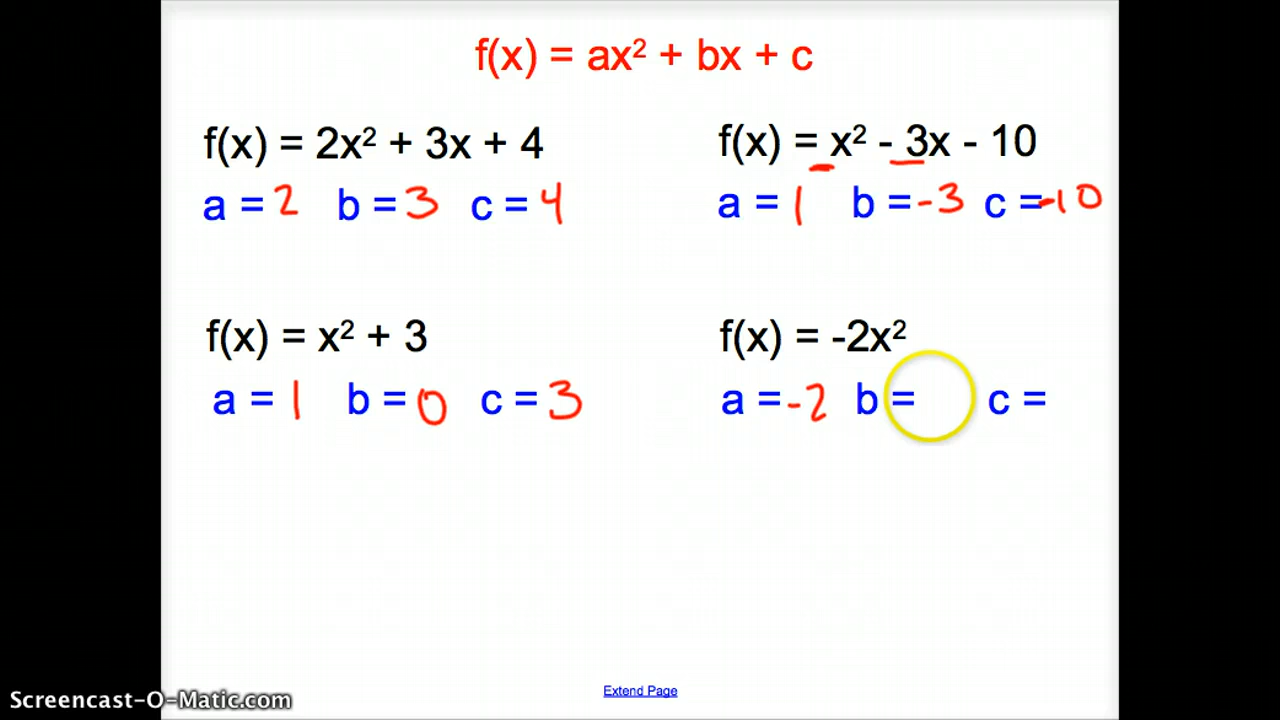 f(x) = ax² + bx + c
f(x) = 2x² + 3x + 4
a = 2 b = 3 c = 4
f(x) = x² - 3x - 10
a = 1 b = -3 c = -10
f(x) = x² + 3
a = 1 b = 0 c = 3
f(x) = -2x²
a = -2 b = c =
Extend Page
Screencast-O-Matic.com